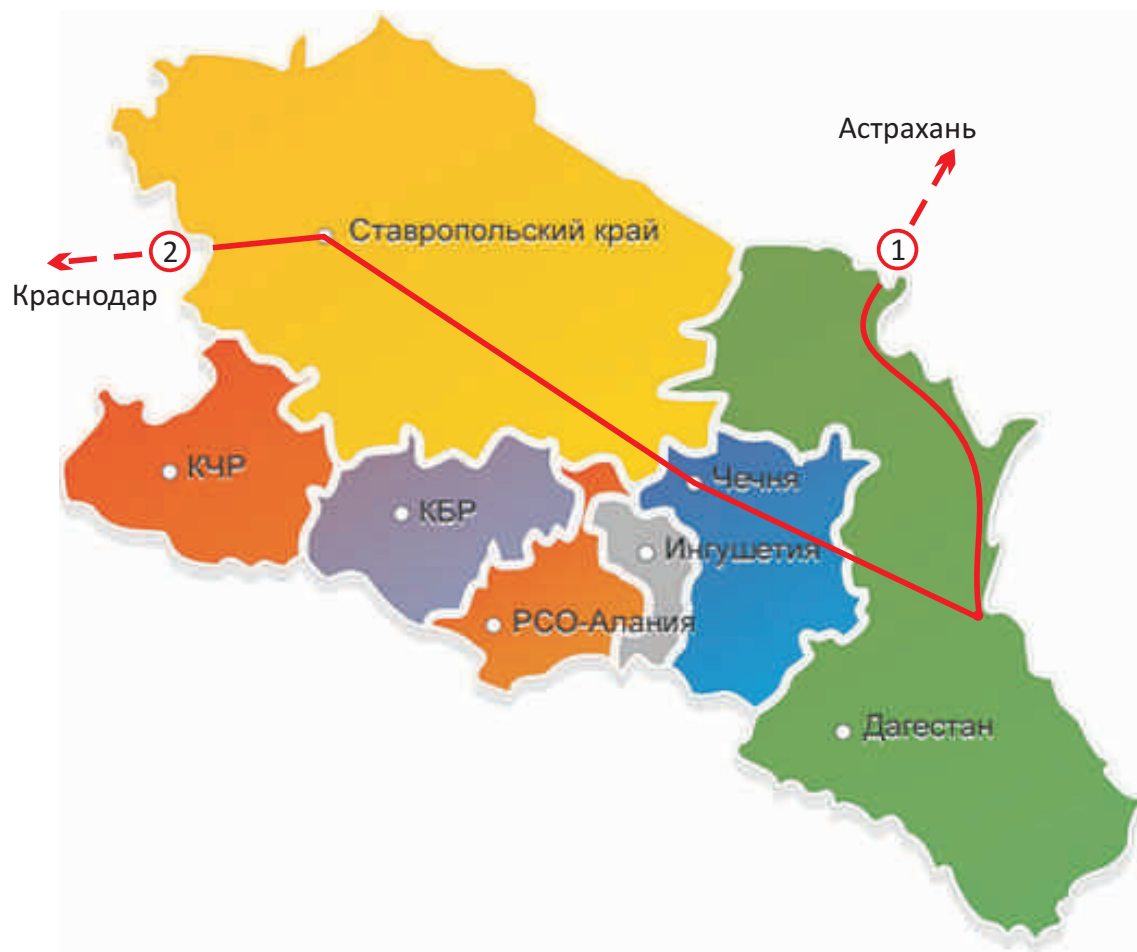 Астрахань
1
Ставропольский край
2
Краснодар
КЧР
Чечня
КБР
Ингушетия
РСО-Алания
Дагестан